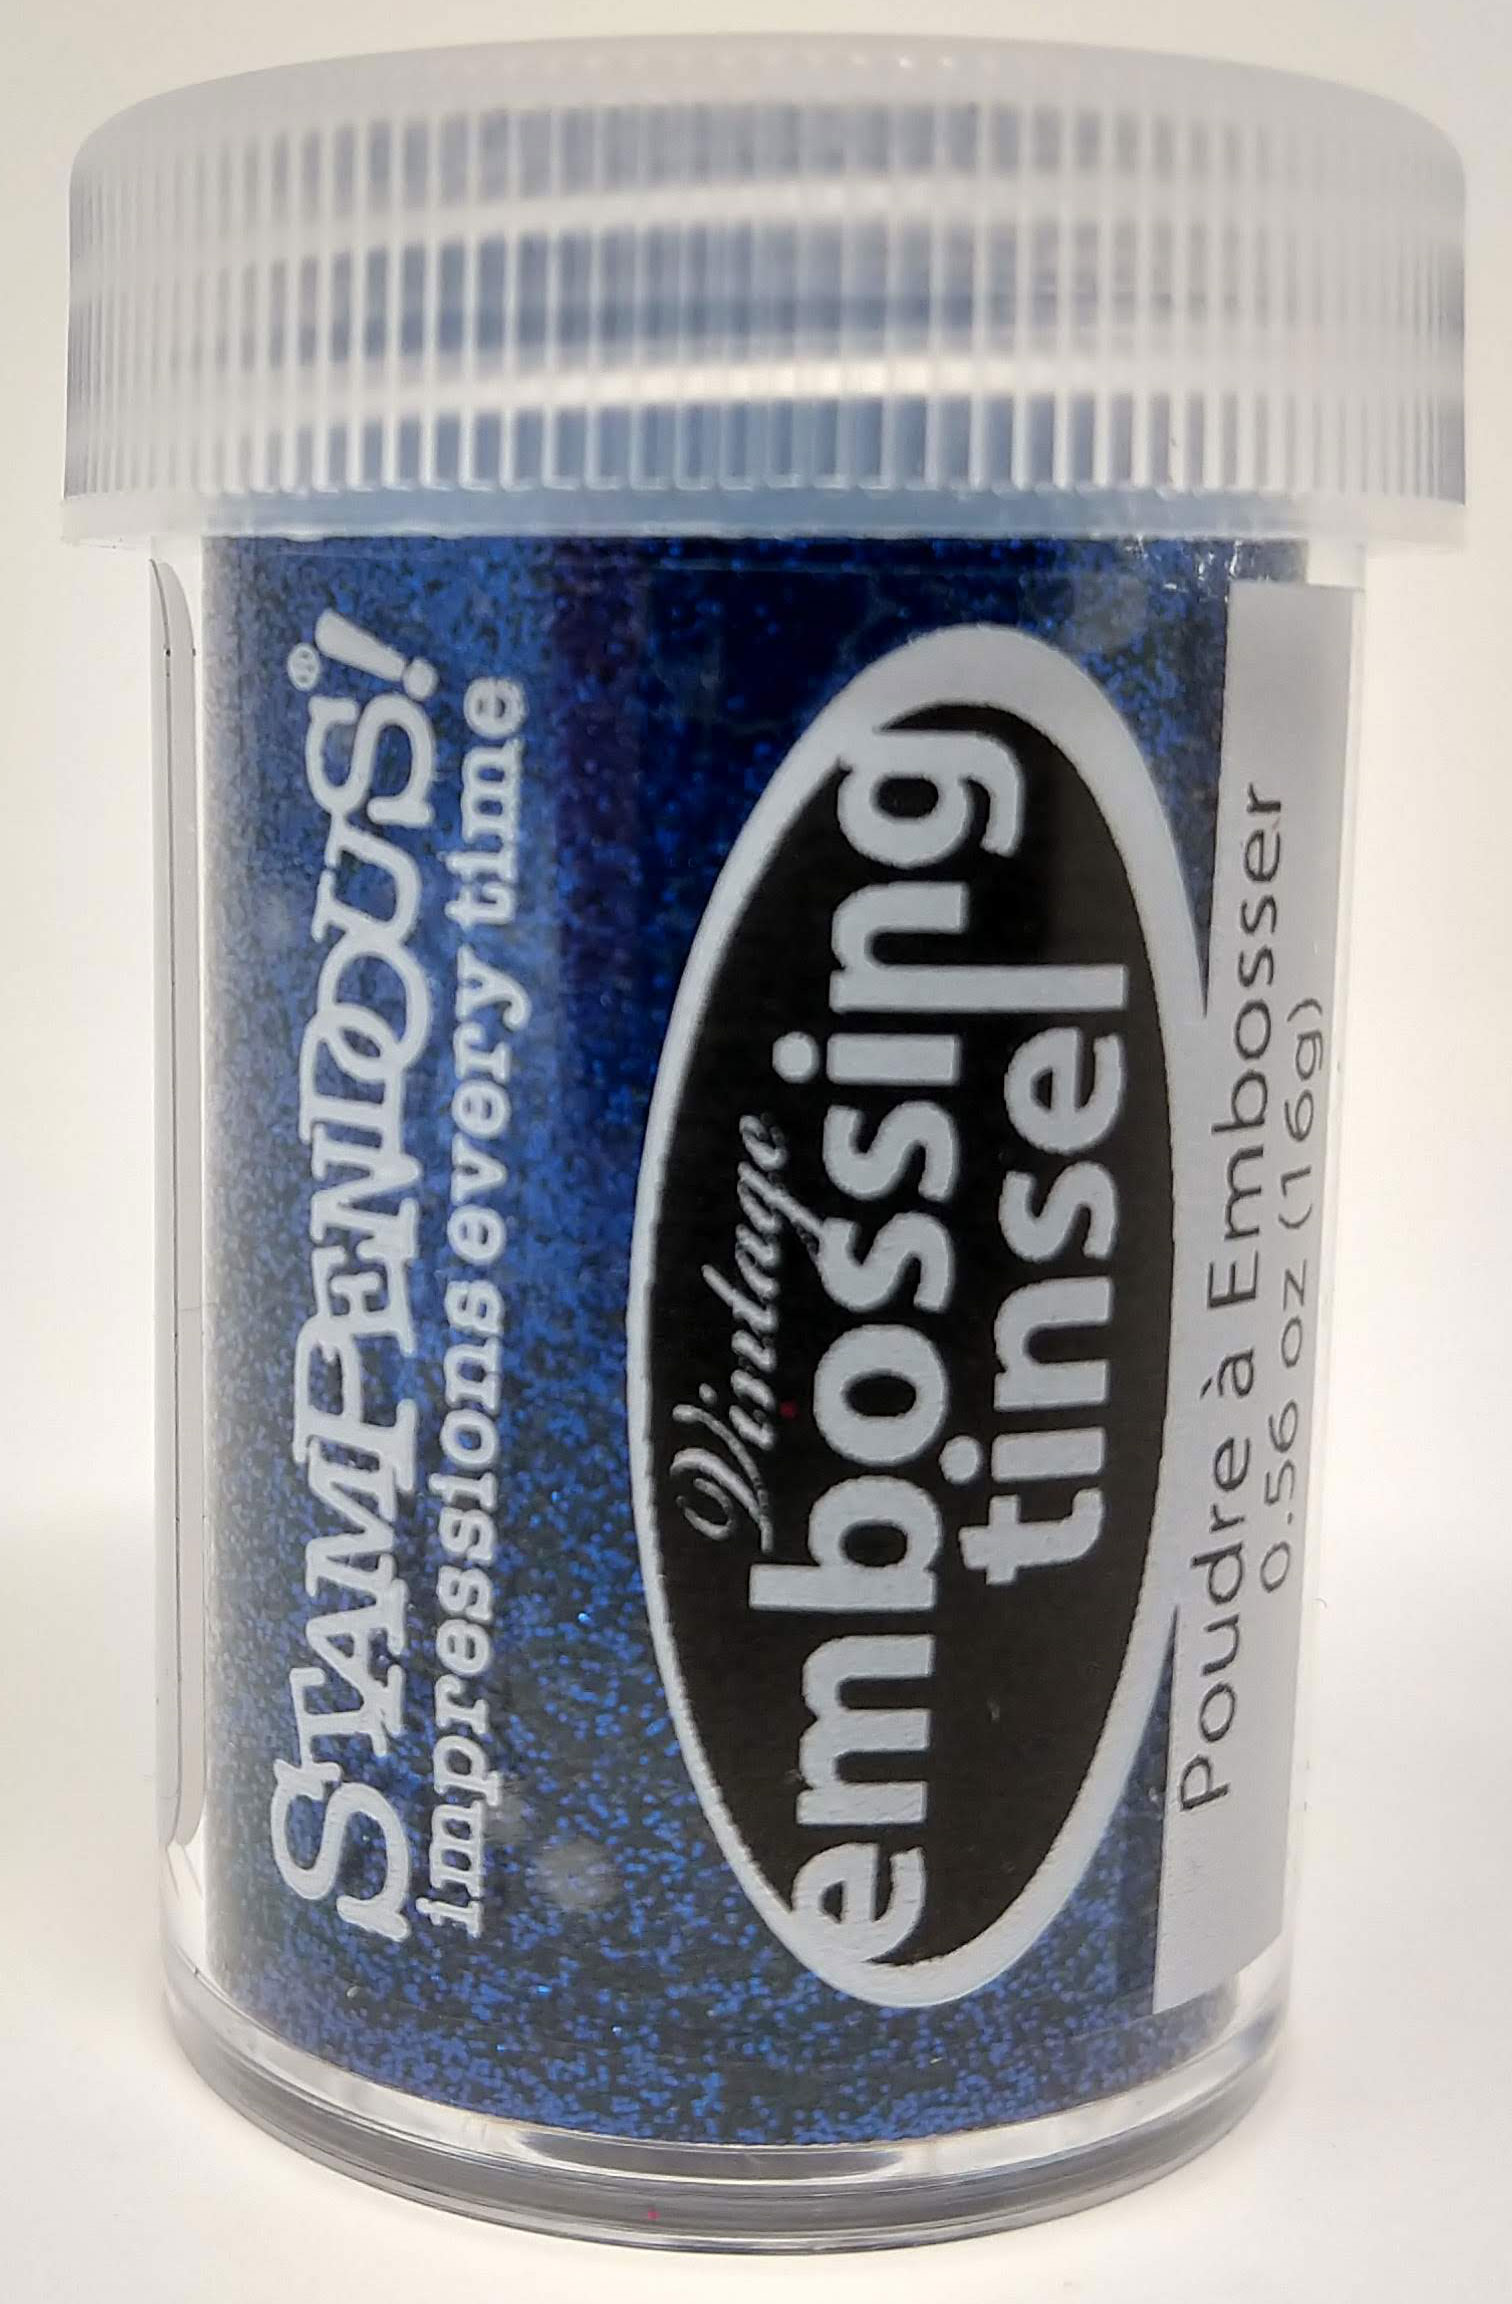 STAMPENDOUS!®
impressions every time
Vintage
embossing
tinsel
Poudre à Embosser
0.56 oz (16g)